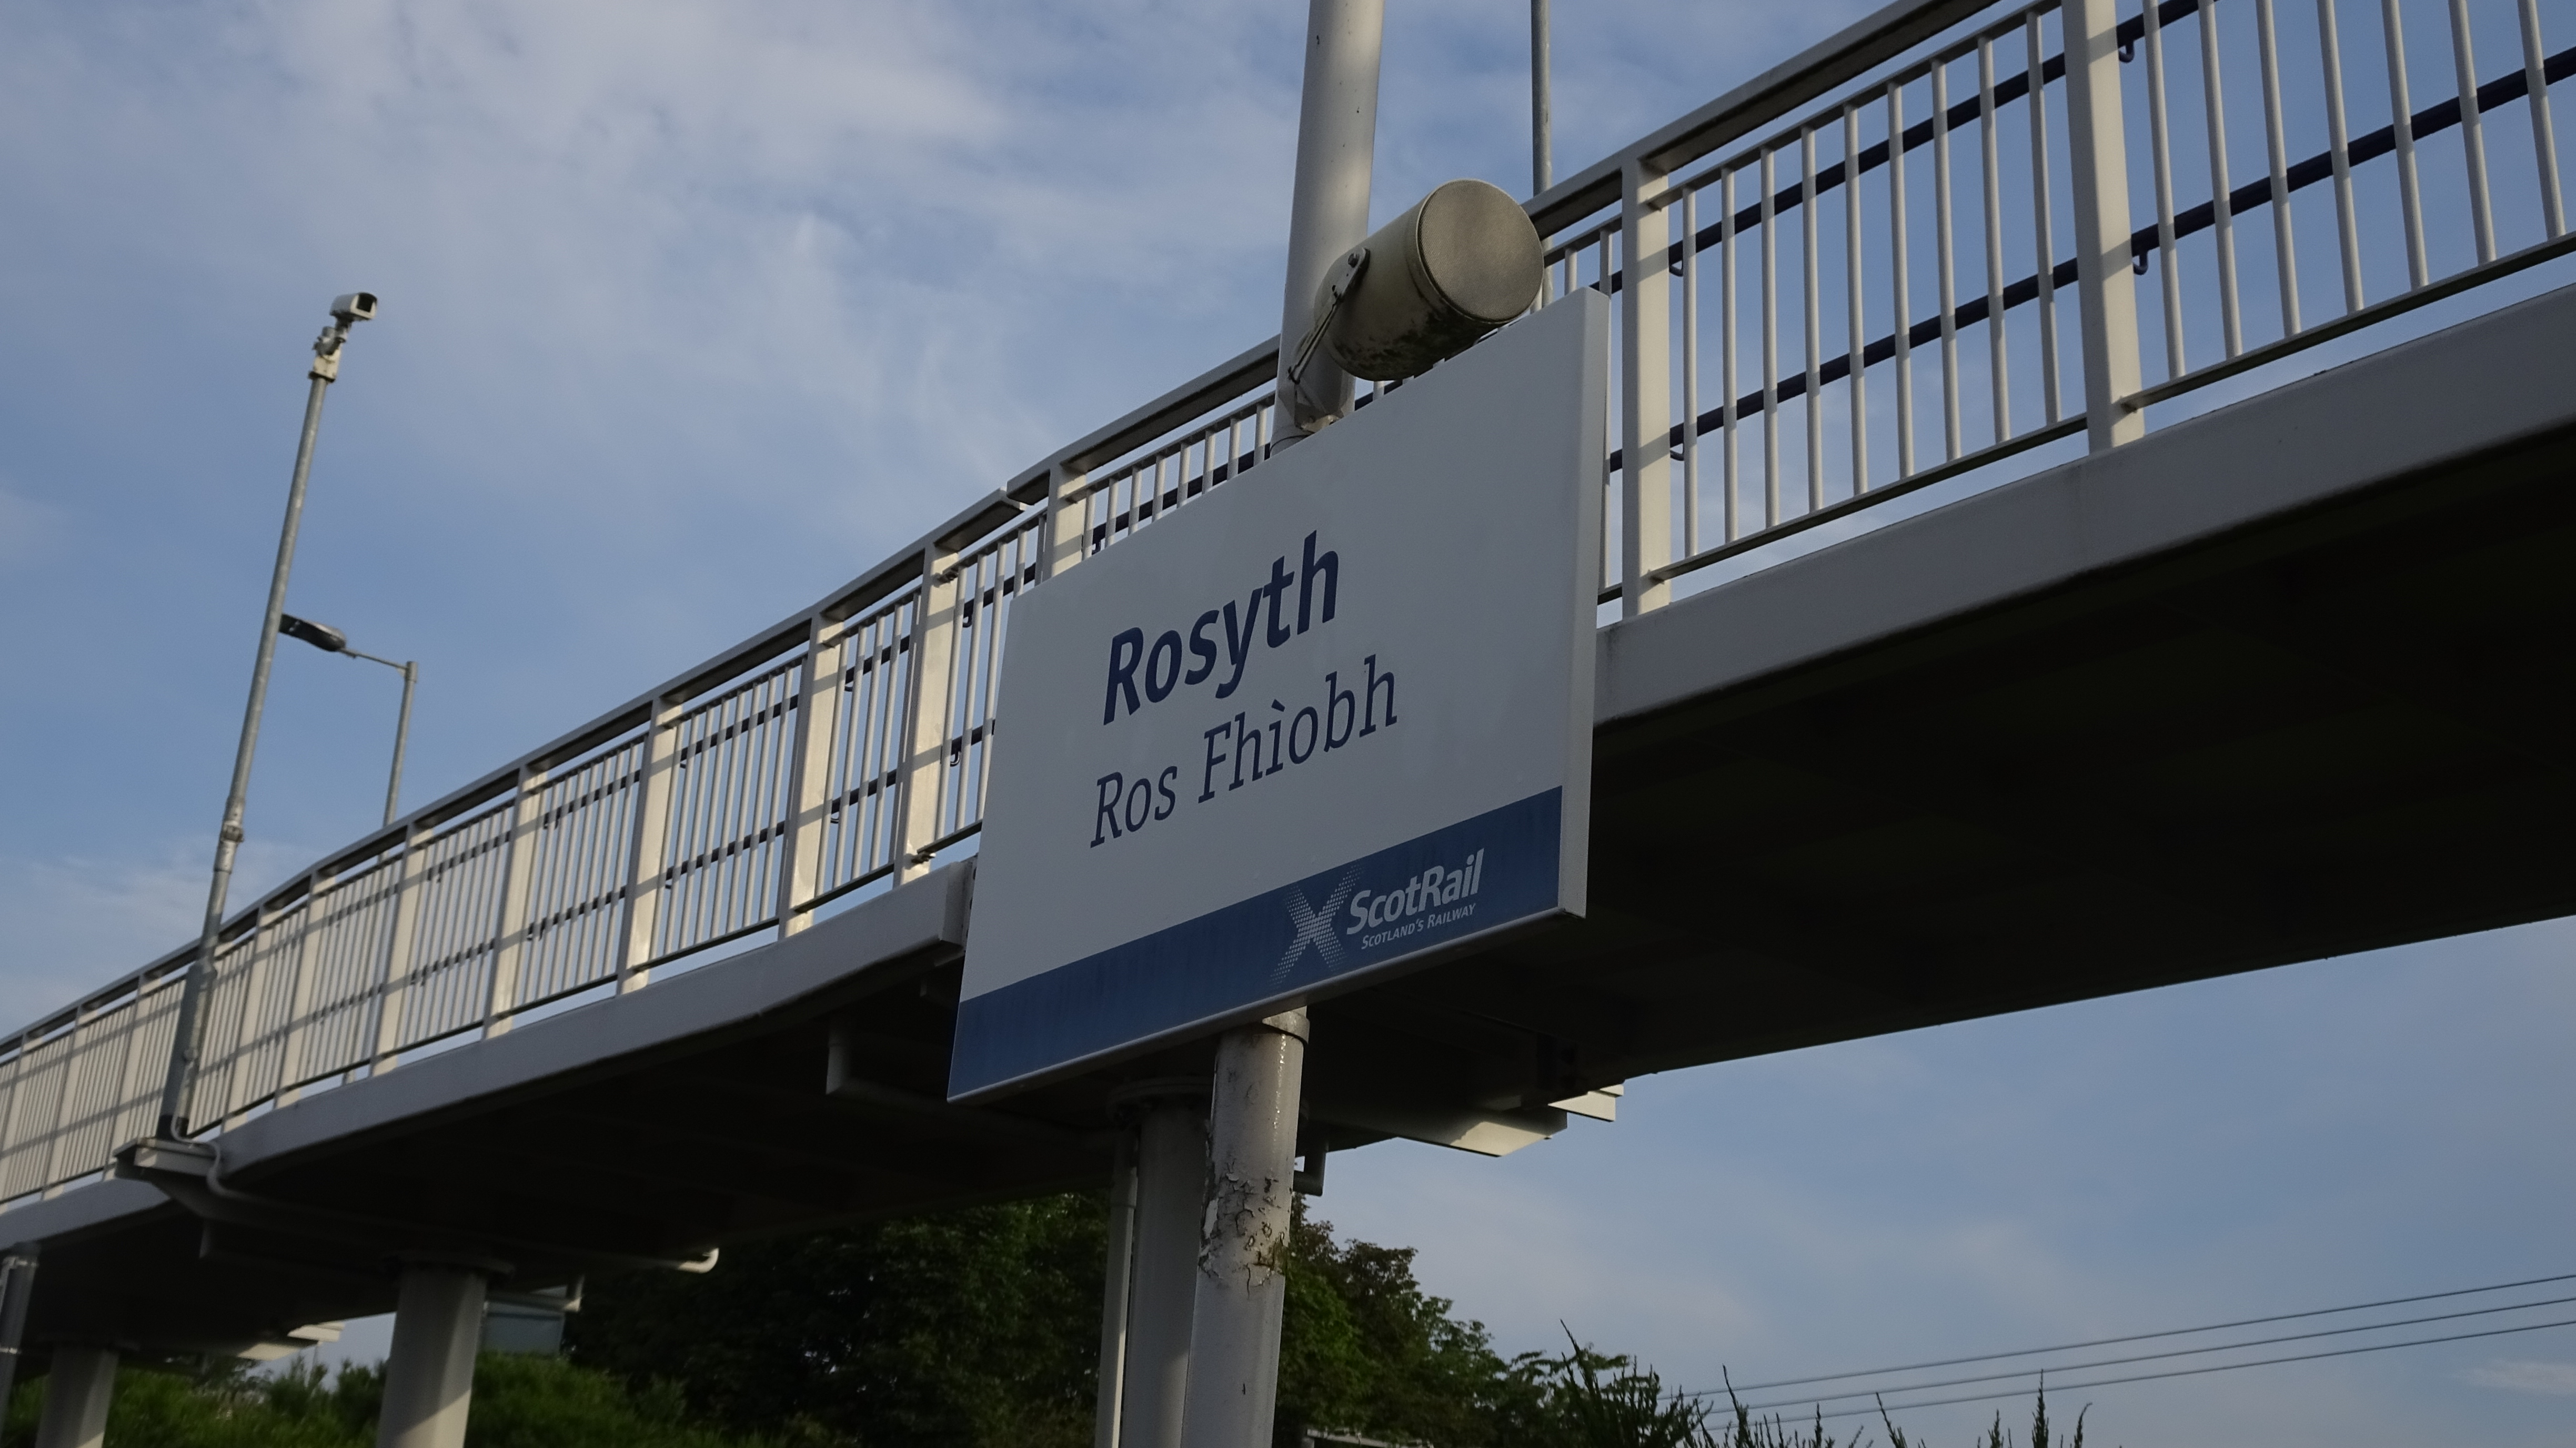 Rosyth
Ros Fhìobh
ScotRail
SCOTLAND'S RAILWAY